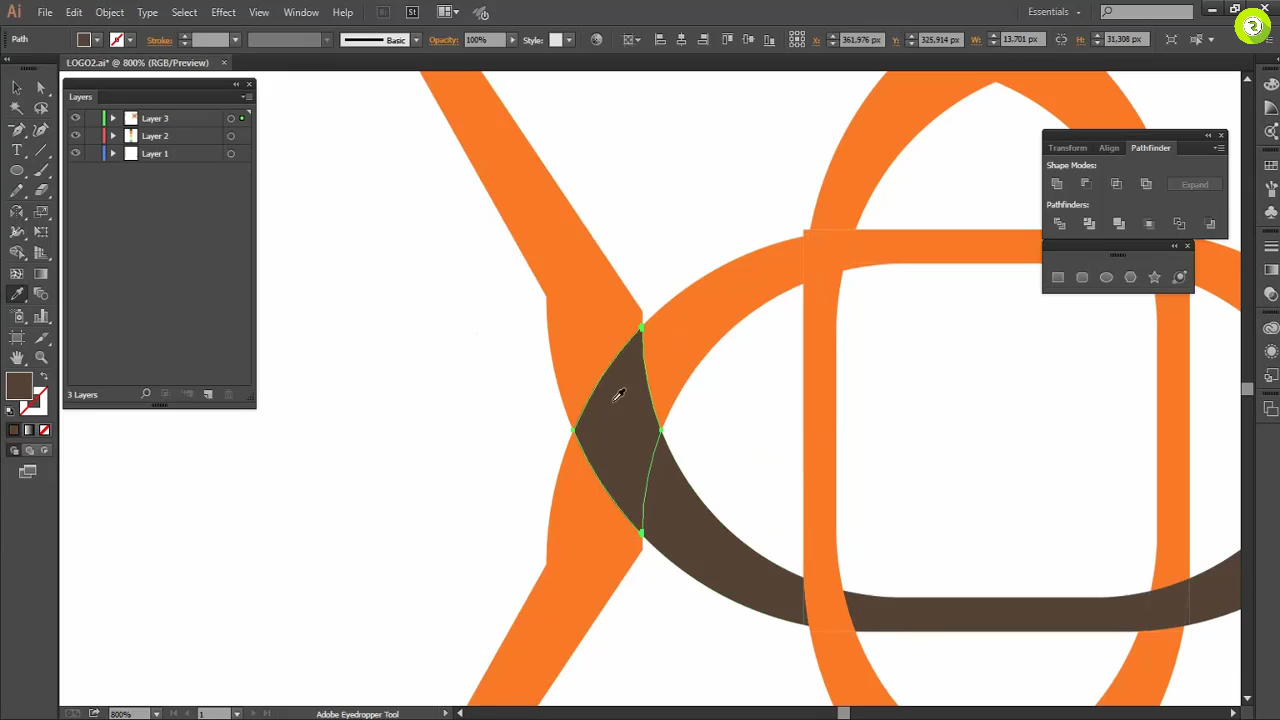 Ai File Edit Object Type Select Effect View Window Help Br St Essentials
Path Stroke: Basic Opacity: 100% Style: X: 361,976 px Y: 325,914 px W: 13,701 px H: 31,308 px
LOGO2.ai* @ 800% (RGB/Preview) ×
Layers
Layer 3
Layer 2
Layer 1
3 Layers
Transform Align Pathfinder
Shape Modes:
Expand
Pathfinders:
800% 1 Adobe Eyedropper Tool